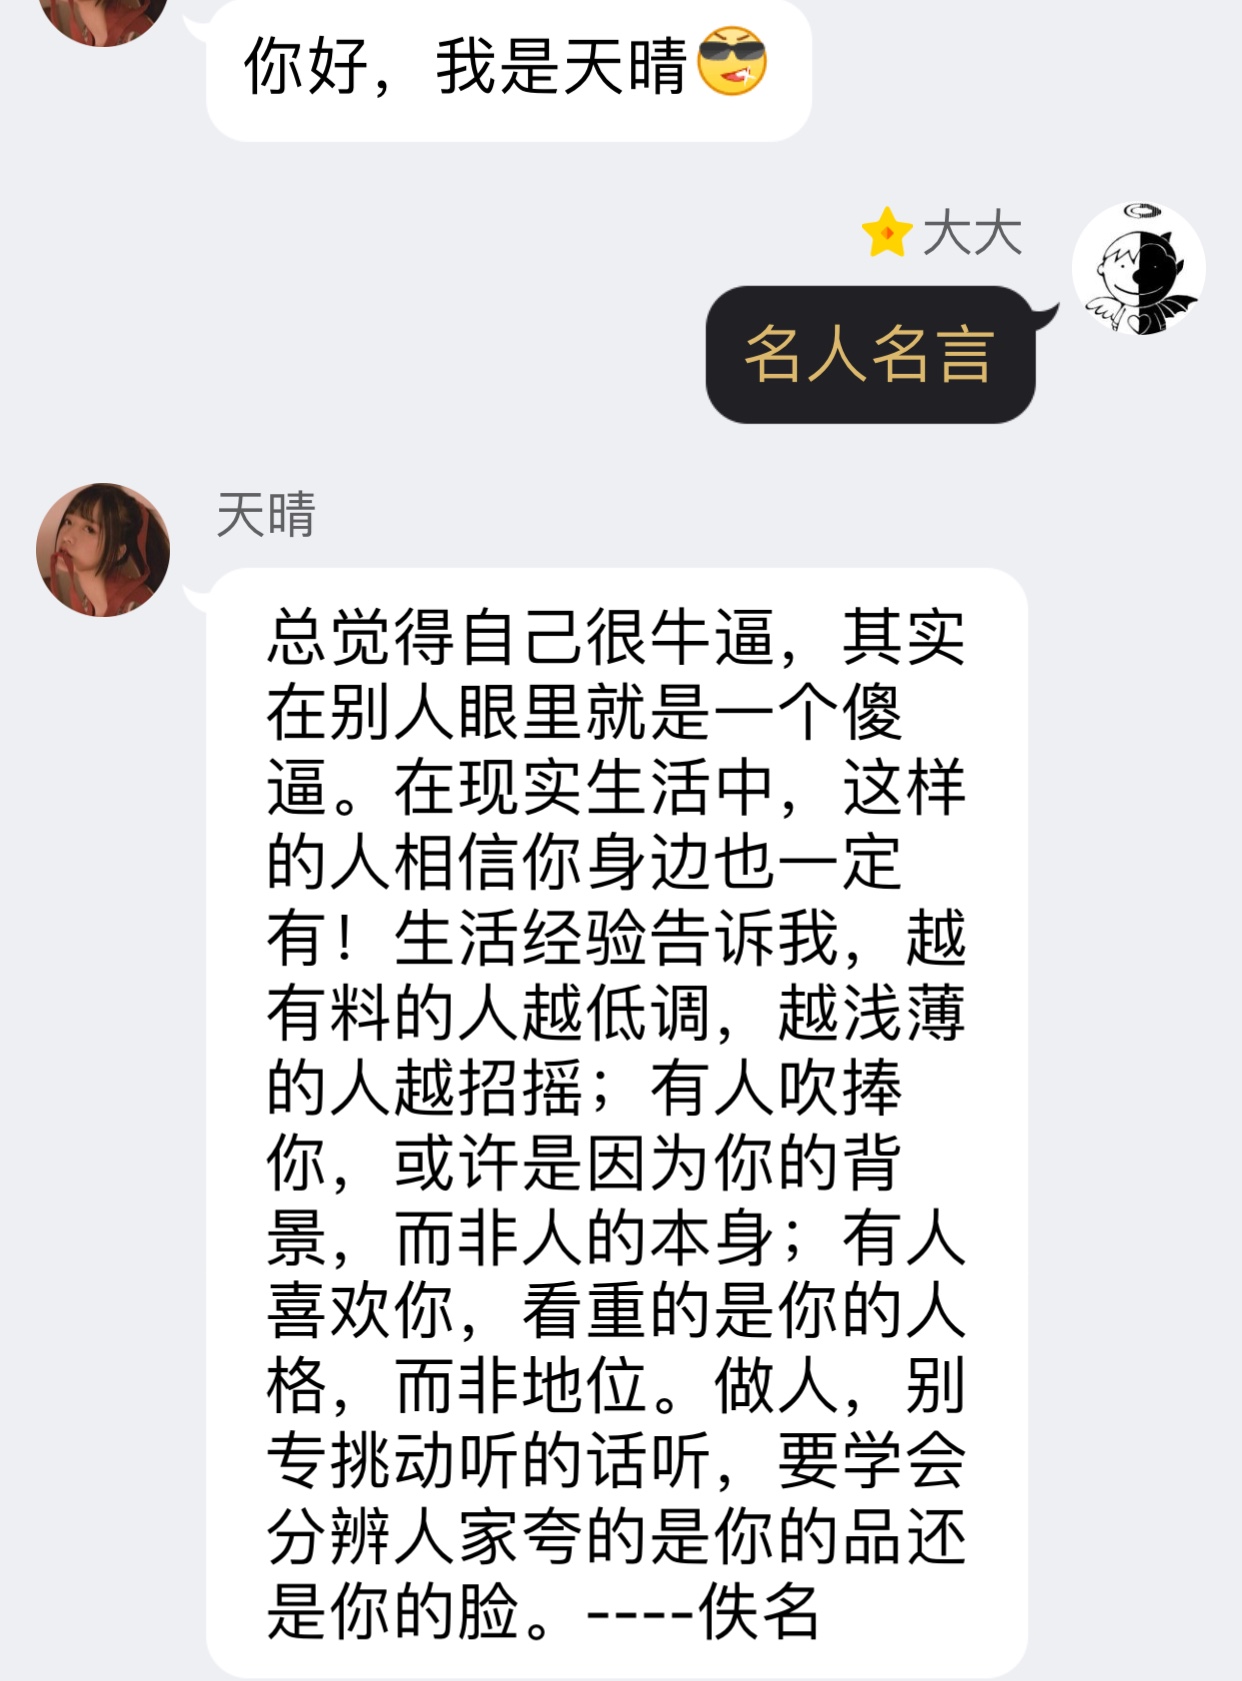 你好，我是天晴
大大
名人名言
天晴
总觉得自己很牛逼，其实
在别人眼里就是一个傻
逼。在现实生活中，这样
的人相信你身边也一定
有！生活经验告诉我，越
有料的人越低调，越浅薄
的人越招摇；有人吹捧
你，或许是因为你的背
景，而非人的本身；有人
喜欢你，看重的是你的人
格，而非地位。做人，别
专挑动听的话听，要学会
分辨人家夸的是你的品还
是你的脸。----佚名